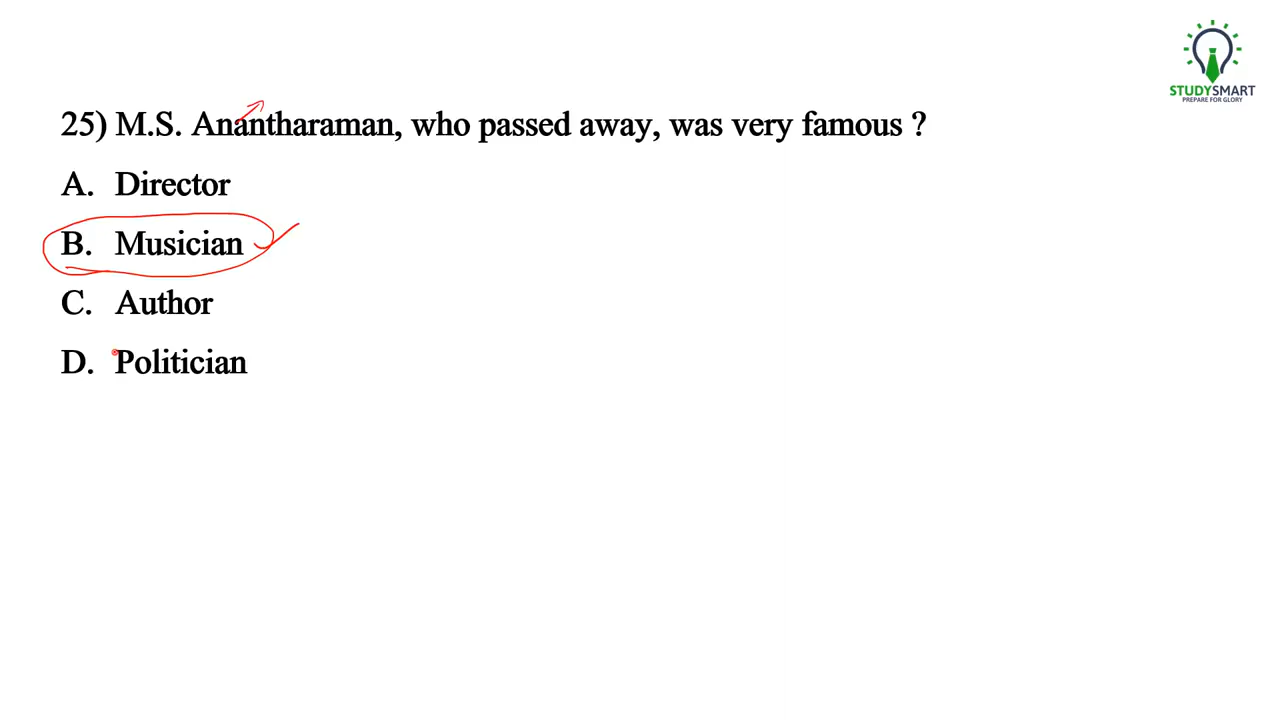 STUDYSMART
PREPARE FOR GLORY
25) M.S. Anantharaman, who passed away, was very famous ?
A. Director
B. Musician
C. Author
D. Politician